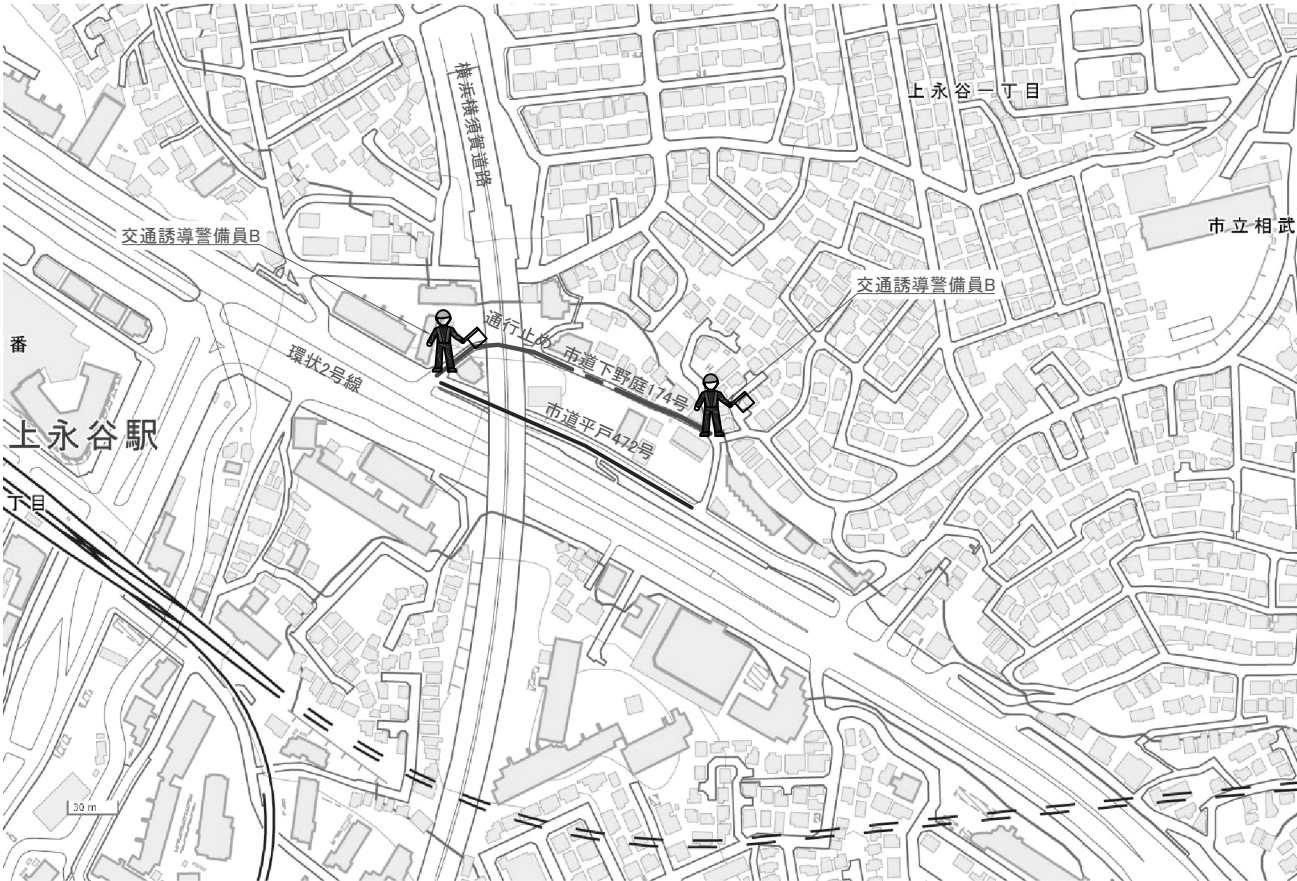 横浜横須賀道路
上永谷一丁目
市立相武
交通誘導警備員B
交通誘導警備員B
通行止め
市道下野庭174号
番
環状2号線
市道平戸472号
上永谷駅
丁目
30 m